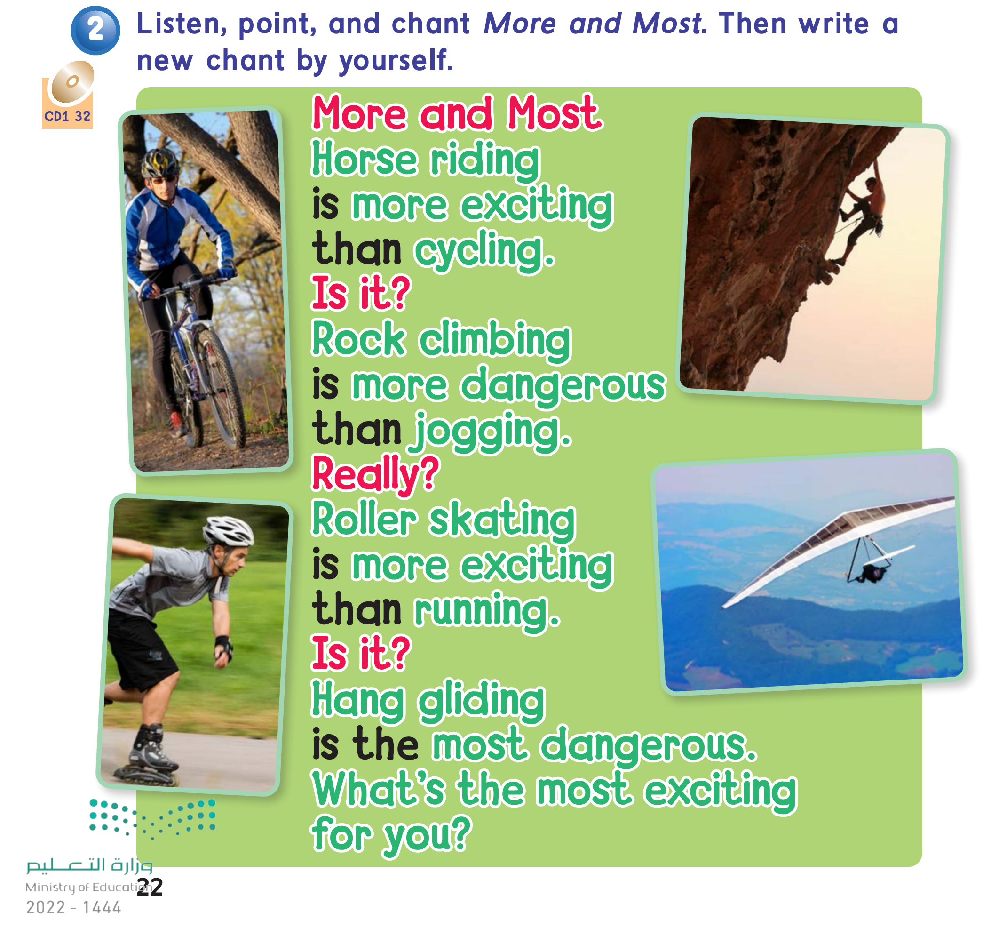 2 Listen, point, and chant More and Most. Then write a
new chant by yourself.
CD1 32
More and Most
Horse riding
is more exciting
than cycling.
Is it?
Rock climbing
is more dangerous
than jogging.
Really?
Roller skating
is more exciting
than running.
Is it?
Hang gliding
is the most dangerous.
What's the most exciting
for you?
وزارة التعليم
Ministry of Education
22
2022 - 1444